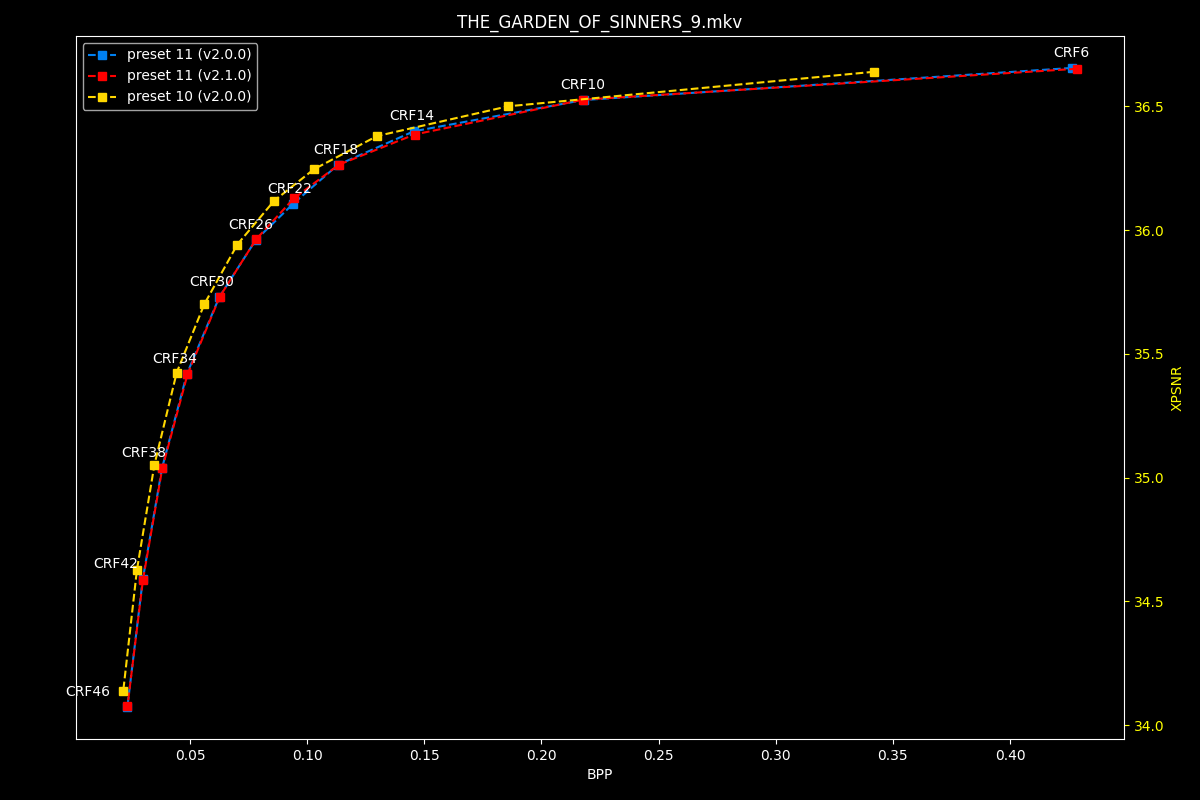 THE_GARDEN_OF_SINNERS_9.mkv
preset 11 (v2.0.0)
preset 11 (v2.1.0)
preset 10 (v2.0.0)
CRF6
CRF10
CRF14
CRF18
CRF22
CRF26
CRF30
CRF34
CRF38
CRF42
CRF46
36.5
36.0
35.5
35.0
34.5
34.0
XPSNR
0.05 0.10 0.15 0.20 0.25 0.30 0.35 0.40
BPP